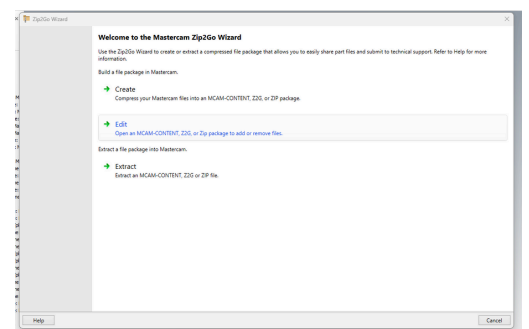 Zip2Go Wizard
Welcome to the Mastercam Zip2Go Wizard
Use the Zip2Go Wizard to create or extract a compressed file package that allows you to easily share part files and submit to technical support. Refer to Help for more
information.
Build a file package in Mastercam.
Create
Compress your Mastercam files into an MCAM-CONTENT, Z2G, or ZIP package.
Edit
Open an MCAM-CONTENT, Z2G, or Zip package to add or remove files.
Extract a file package into Mastercam.
Extract
Extract an MCAM-CONTENT, Z2G or ZIP file.
Help
Cancel